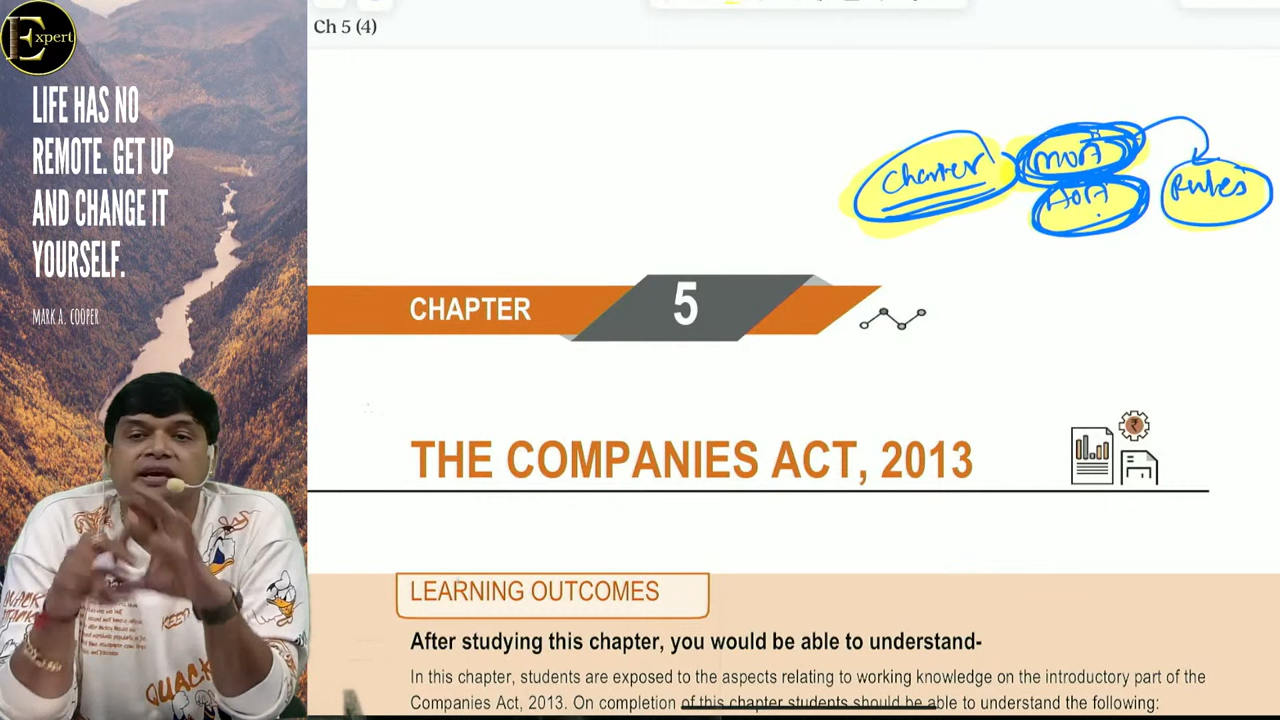 Expert
LIFE HAS NO
REMOTE. GET UP
AND CHANGE IT
YOURSELF.
MARK A. COOPER
Ch 5 (4)
Charter
MOA
AOA
Rules
CHAPTER 5
THE COMPANIES ACT, 2013
LEARNING OUTCOMES
After studying this chapter, you would be able to understand-
In this chapter, students are exposed to the aspects relating to working knowledge on the introductory part of the
Companies Act, 2013. On completion of this chapter students should be able to understand the following:
QUACK